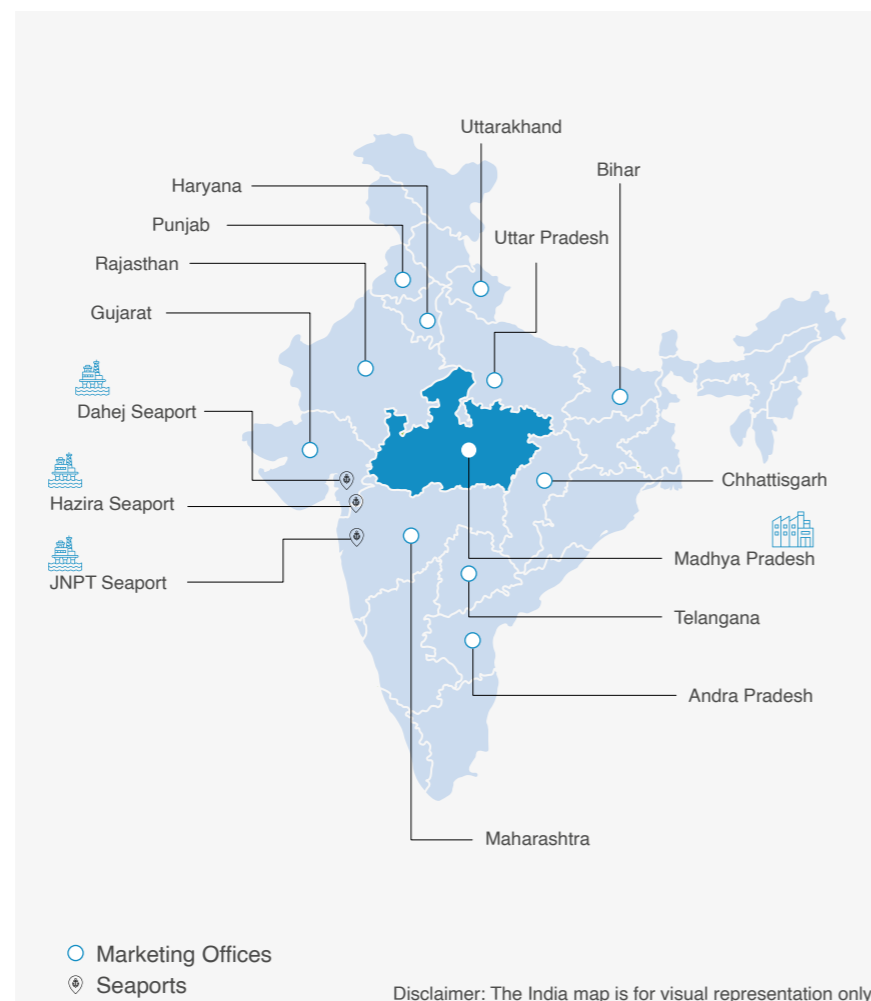 Uttarakhand
Bihar
Haryana
Punjab
Uttar Pradesh
Rajasthan
Gujarat
Dahej Seaport
Chhattisgarh
Hazira Seaport
Madhya Pradesh
JNPT Seaport
Telangana
Andra Pradesh
Maharashtra
Marketing Offices
Seaports
Disclaimer: The India map is for visual representation only